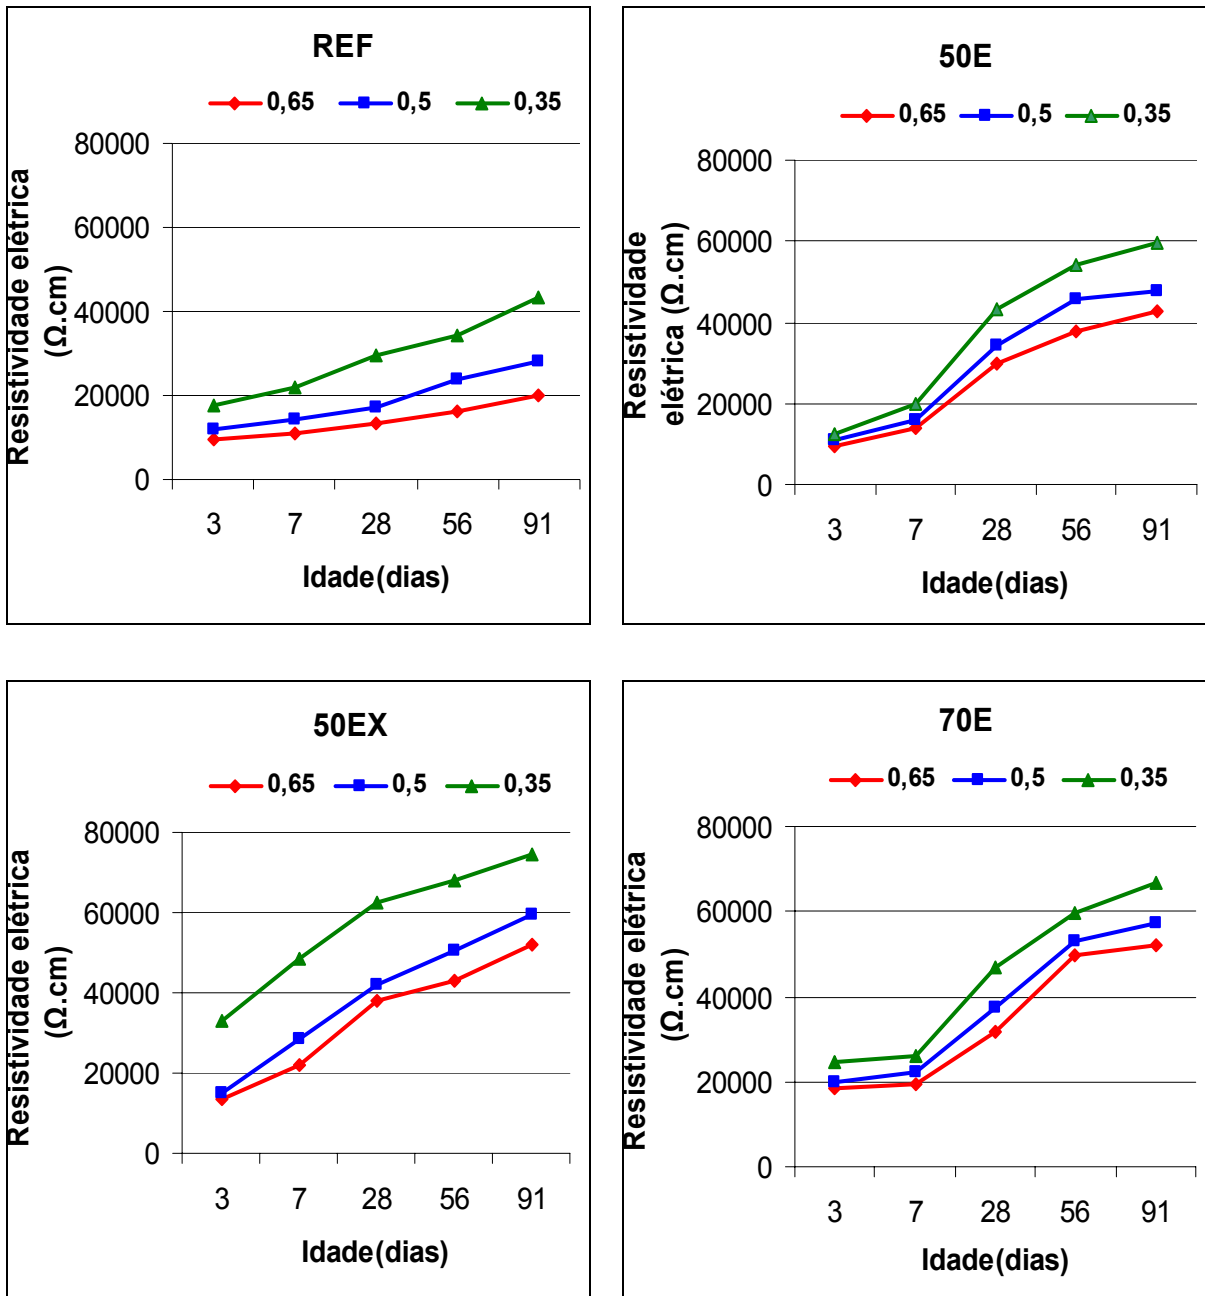 REF
0,65 0,5 0,35
80000
60000
40000
20000
0
Resistividade elétrica
(Ω.cm)
3 7 28 56 91
Idade(dias)
50E
0,65 0,5 0,35
80000
60000
40000
20000
0
Resistividade
elétrica (Ω.cm)
3 7 28 56 91
Idade(dias)
50EX
0,65 0,5 0,35
80000
60000
40000
20000
0
Resistividade elétrica
(Ω.cm)
3 7 28 56 91
Idade(dias)
70E
0,65 0,5 0,35
80000
60000
40000
20000
0
Resistividade elétrica
(Ω.cm)
3 7 28 56 91
Idade(dias)